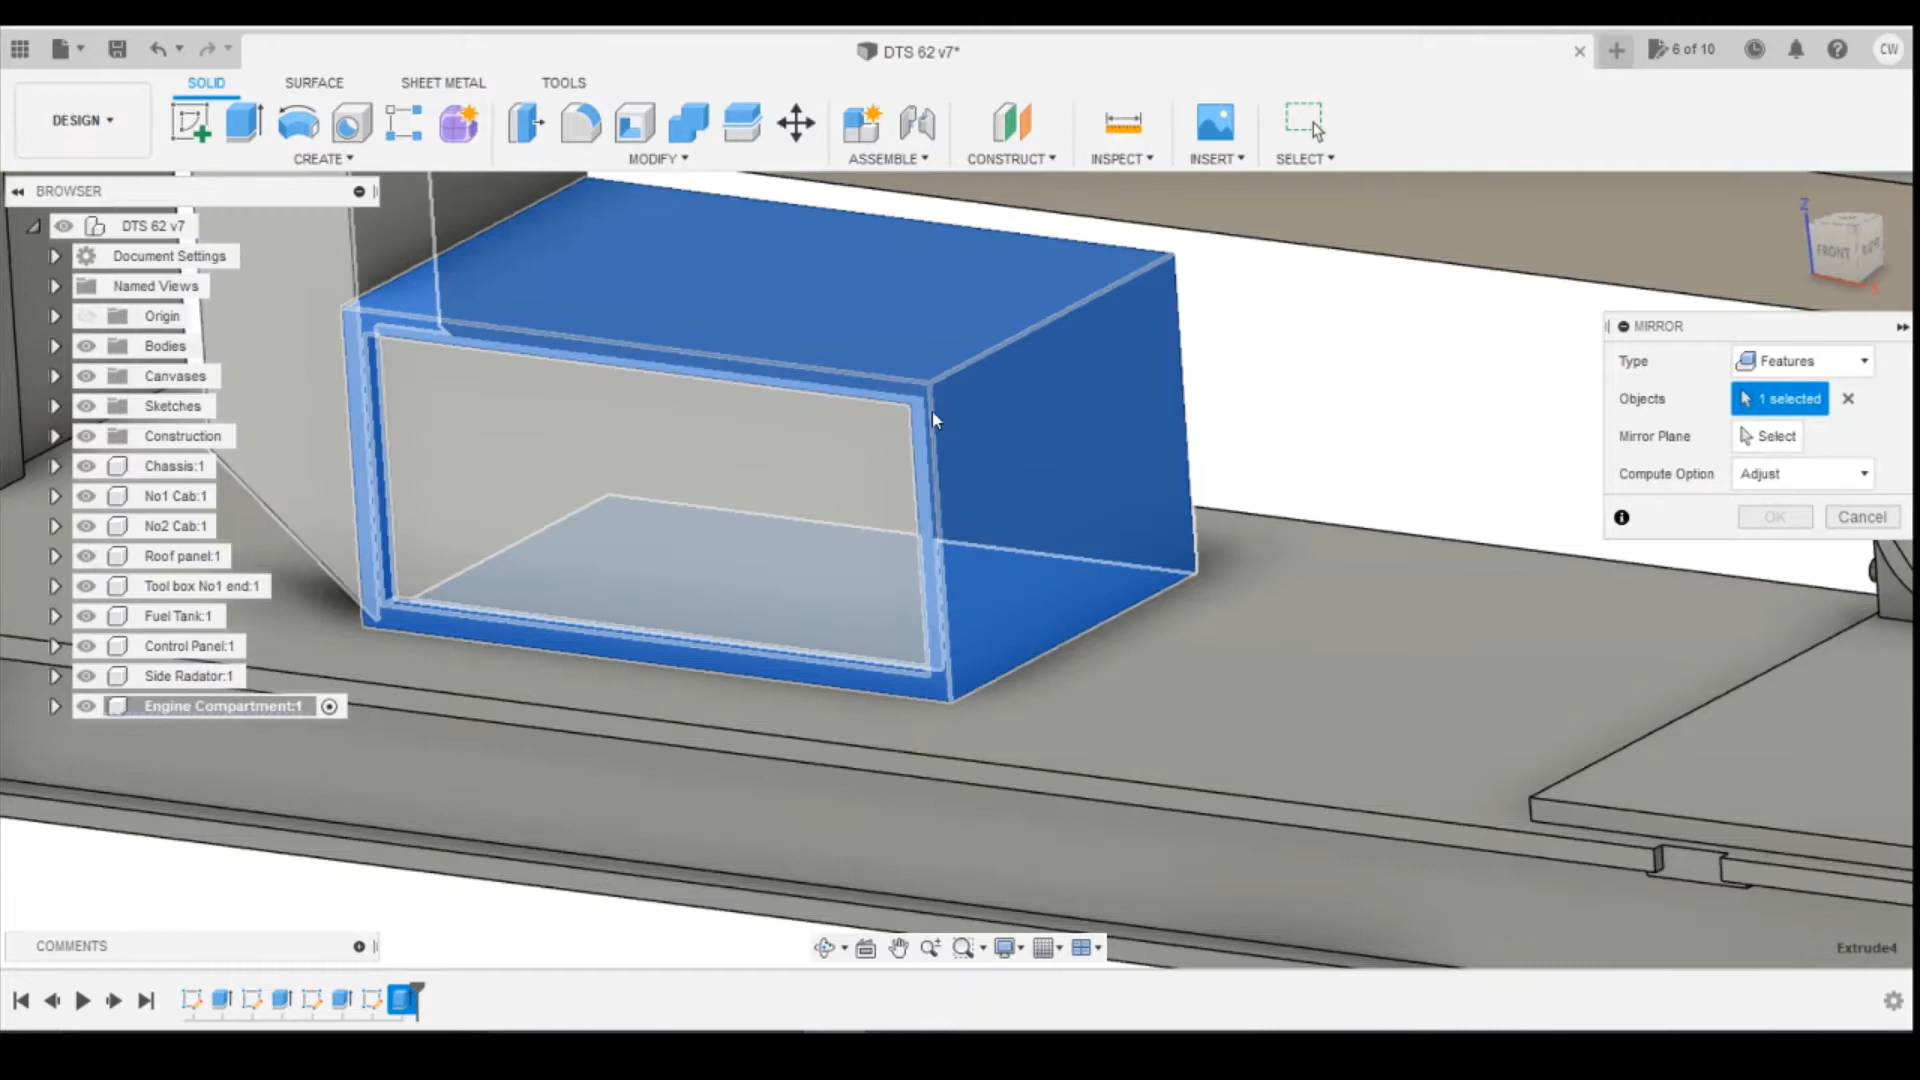 DTS 62 v7*
6 of 10
CW
DESIGN
SOLID
SURFACE
SHEET METAL
TOOLS
CREATE
MODIFY
ASSEMBLE
CONSTRUCT
INSPECT
INSERT
SELECT
BROWSER
DTS 62 v7
Document Settings
Named Views
Origin
Bodies
Canvases
Sketches
Construction
Chassis:1
No1 Cab:1
No2 Cab:1
Roof panel:1
Tool box No1 end:1
Fuel Tank:1
Control Panel:1
Side Radator:1
Engine Compartment:1
Z
FRONT
X
MIRROR
Type
Features
Objects
1 selected
Mirror Plane
Select
Compute Option
Adjust
OK
Cancel
COMMENTS
Extrude4